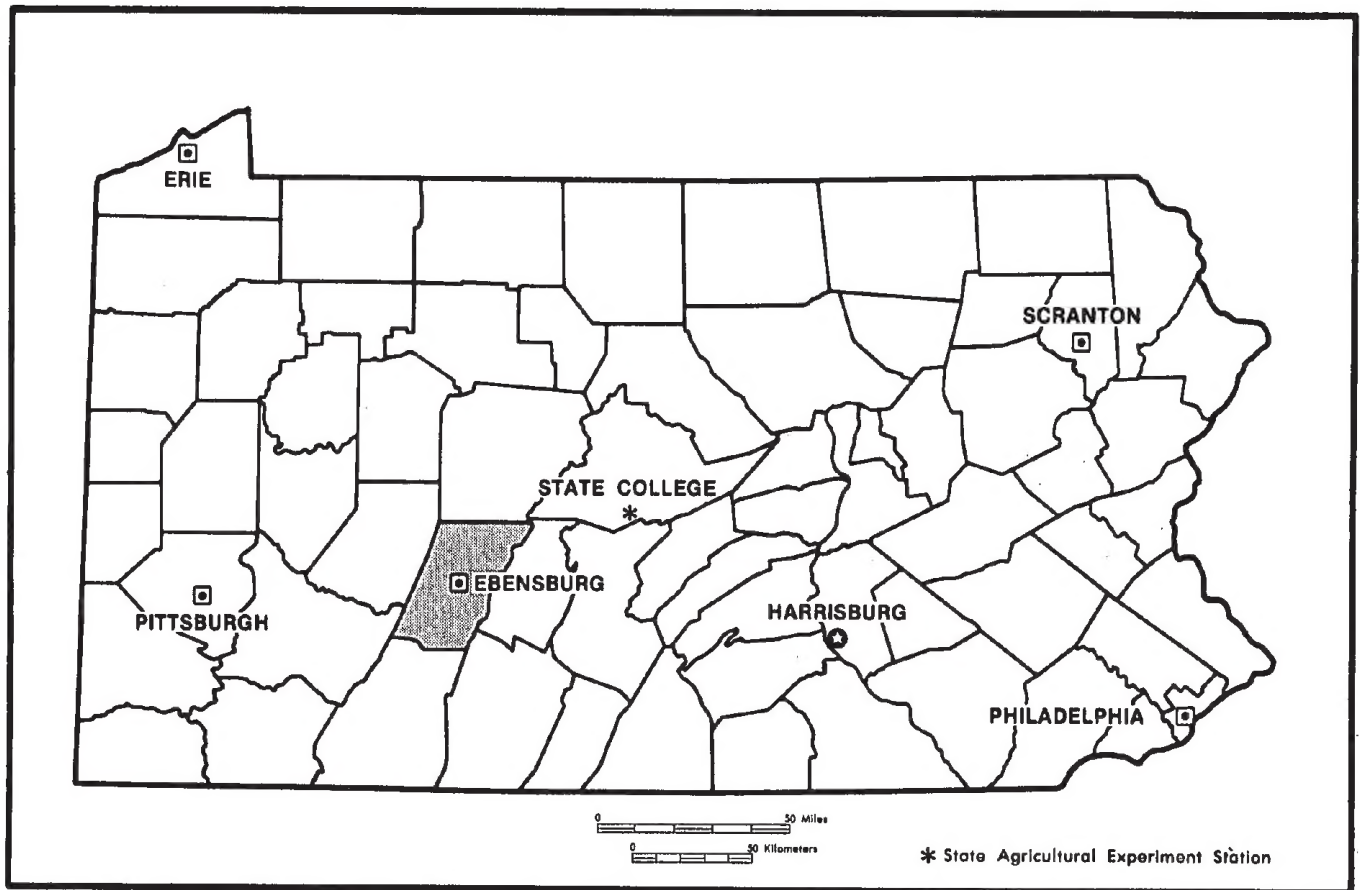 ERIE
SCRANTON
STATE COLLEGE
*
EBENSBURG
PITTSBURGH
HARRISBURG
PHILADELPHIA
0 50 Miles
0 50 Kilometers
* State Agricultural Experiment Station